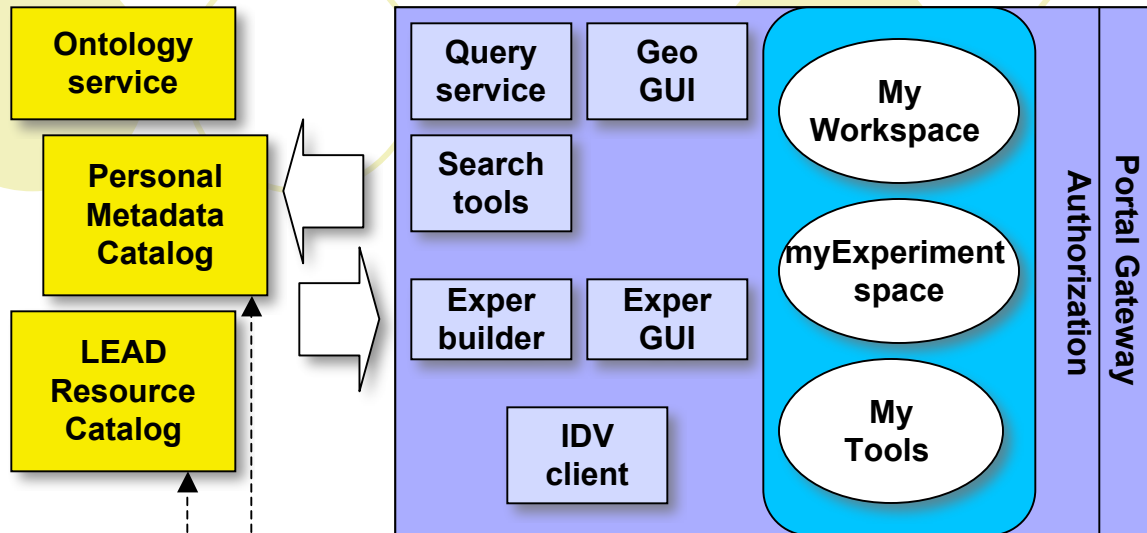 Ontology
service
Personal
Metadata
Catalog
LEAD
Resource
Catalog
Query
service
Geo
GUI
Search
tools
Exper
builder
Exper
GUI
IDV
client
My
Workspace
myExperiment
space
My
Tools
Authorization
Portal Gateway